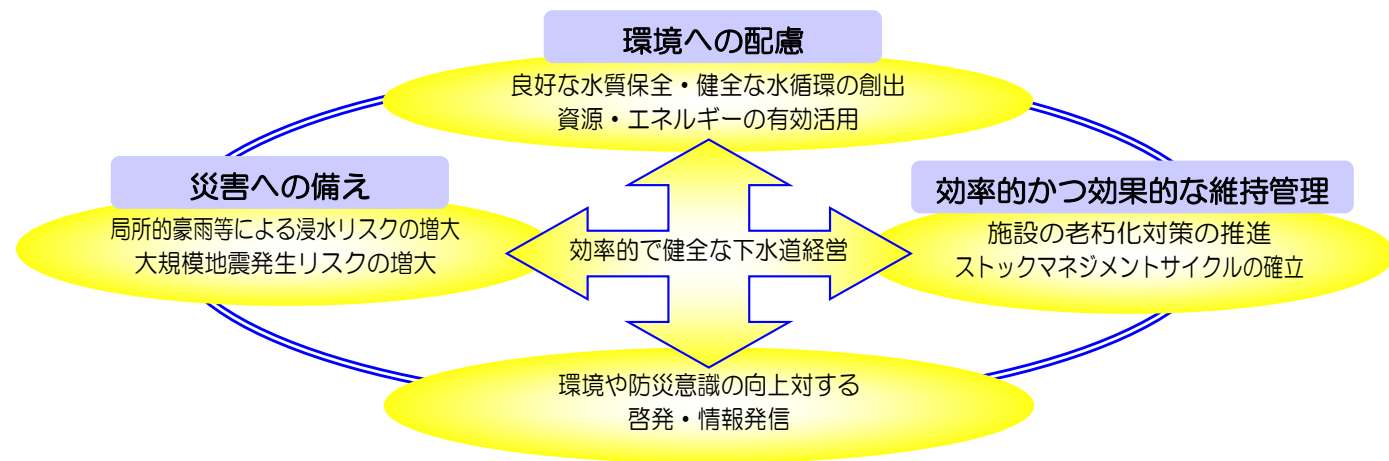 環境への配慮
良好な水質保全・健全な水循環の創出
資源・エネルギーの有効活用
災害への備え
局所的豪雨等による浸水リスクの増大
大規模地震発生リスクの増大
効率的で健全な下水道経営
効率的かつ効果的な維持管理
施設の老朽化対策の推進
ストックマネジメントサイクルの確立
環境や防災意識の向上対する
啓発・情報発信